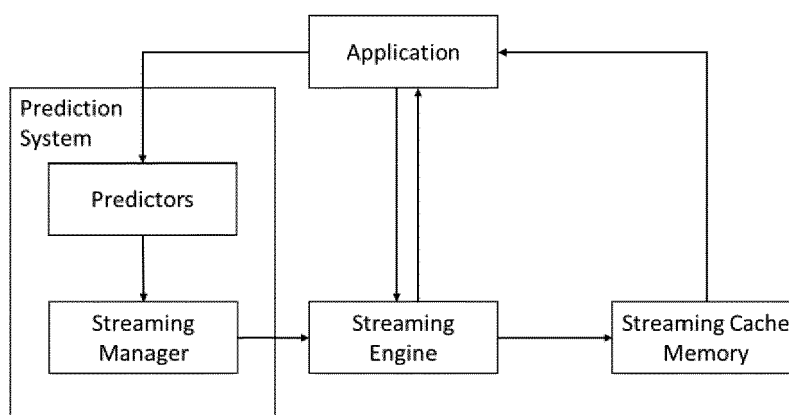 Application
Prediction
System
Predictors
Streaming
Manager
Streaming
Engine
Streaming Cache
Memory